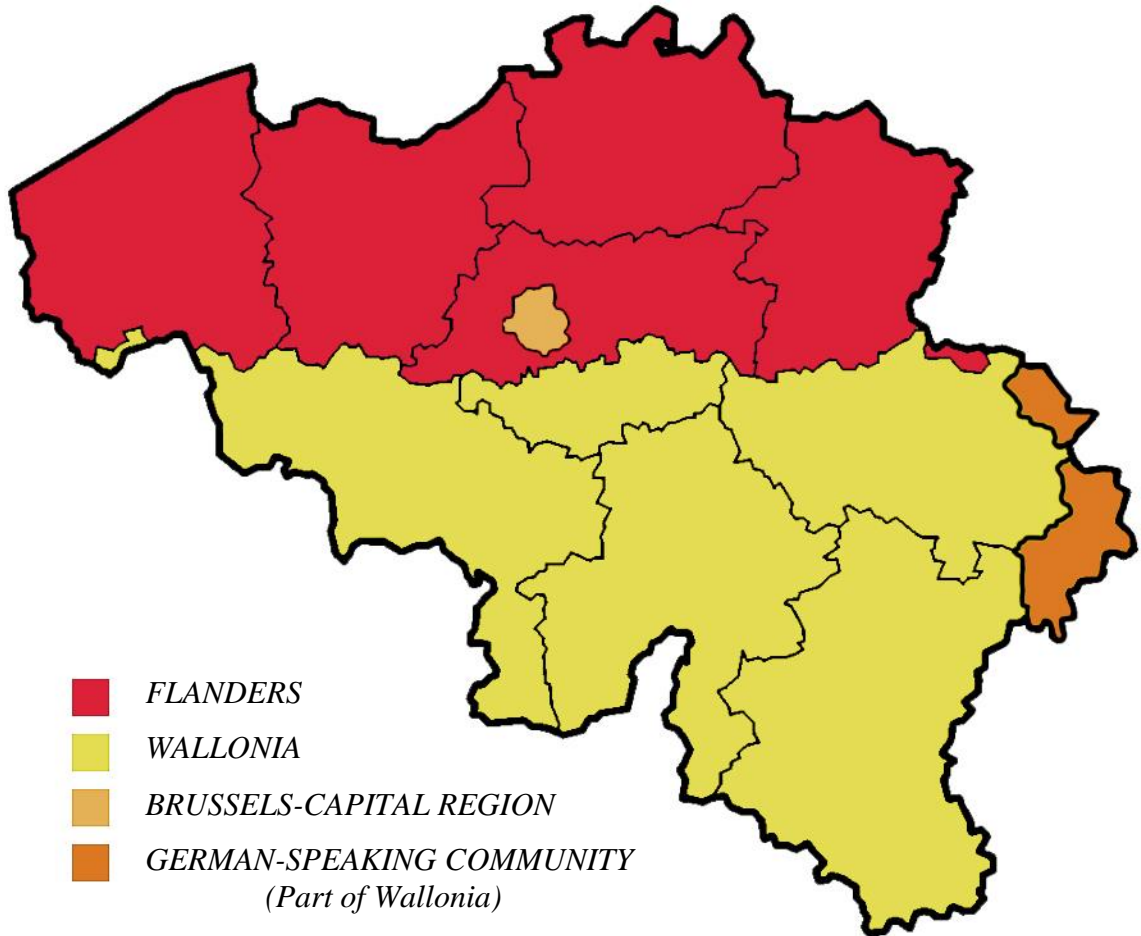 FLANDERS
WALLONIA
BRUSSELS-CAPITAL REGION
GERMAN-SPEAKING COMMUNITY
(Part of Wallonia)